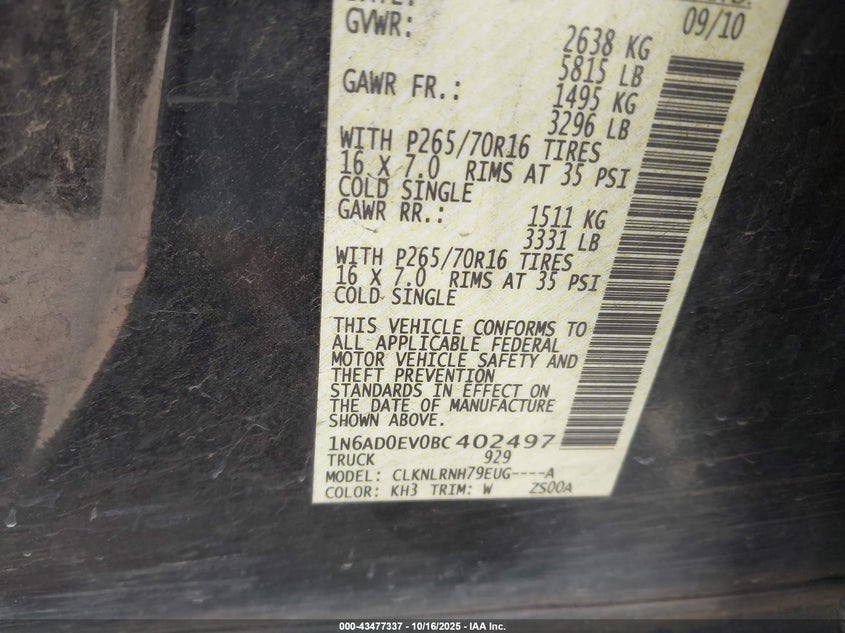 09/10
GVWR:
2638 KG
5815 LB
GAWR FR.:
1495 KG
3296 LB
WITH P265/70R16 TIRES
16 X 7.0 RIMS AT 35 PSI
COLD SINGLE
GAWR RR.:
1511 KG
3331 LB
WITH P265/70R16 TIRES
16 X 7.0 RIMS AT 35 PSI
COLD SINGLE
THIS VEHICLE CONFORMS TO
ALL APPLICABLE FEDERAL
MOTOR VEHICLE SAFETY AND
THEFT PREVENTION
STANDARDS IN EFFECT ON
THE DATE OF MANUFACTURE
SHOWN ABOVE.
1N6AD0EV0BC402497
TRUCK 929
MODEL: CLKNLRNH79EUG----A
COLOR: KH3 TRIM: W ZS00A
000-43477337 - 10/16/2025 - IAA Inc.